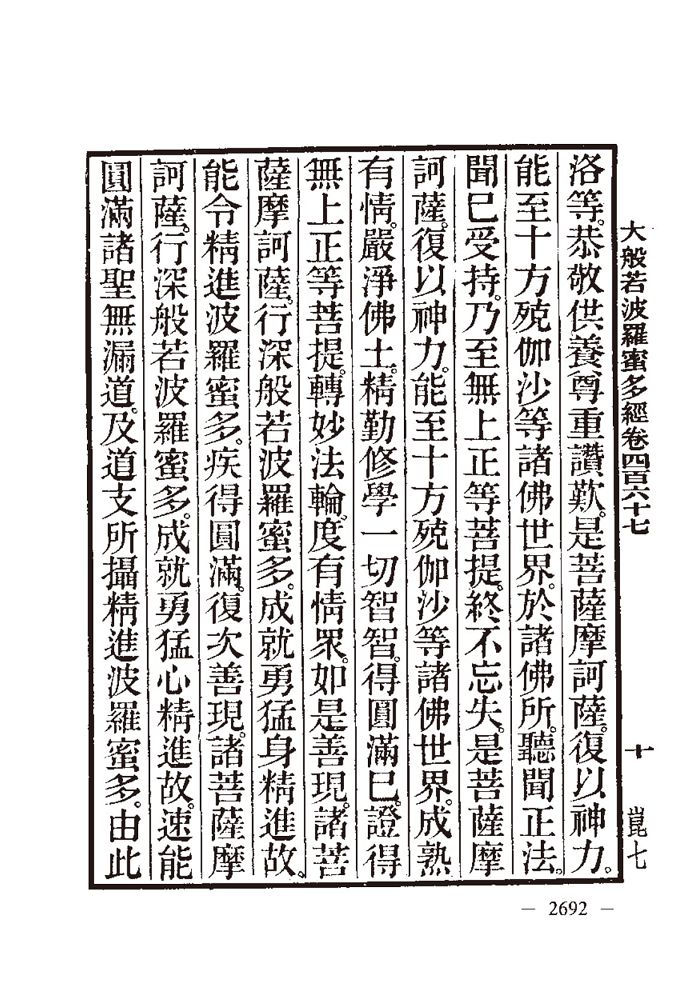 大般若波羅蜜多經卷四百六十七
十
崑七
洛等。恭敬供養尊重讚歎。是菩薩摩訶薩。復以神力。
能至十方殑伽沙等諸佛世界。於諸佛所。聽聞正法。
聞已受持。乃至無上正等菩提。終不忘失。是菩薩摩
訶薩。復以神力。能至十方殑伽沙等諸佛世界。成熟
有情。嚴淨佛土。精勤修學一切智智。得圓滿已。證得
無上正等菩提。轉妙法輪。度有情眾。如是善現。諸菩
薩摩訶薩。行深般若波羅蜜多。成就勇猛身精進故。
能令精進波羅蜜多。疾得圓滿。復次善現。諸菩薩摩
訶薩。行深般若波羅蜜多。成就勇猛心精進故。速能
圓滿諸聖無漏道。及道支所攝精進波羅蜜多。由此
— 2692 —